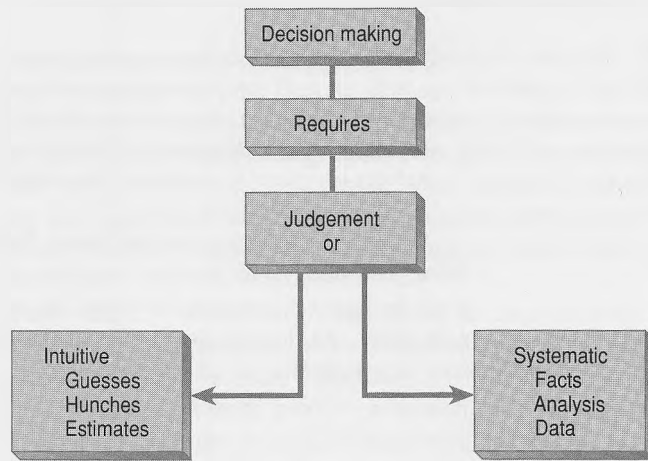 Decision making
Requires
Judgement
or
Intuitive
Guesses
Hunches
Estimates
Systematic
Facts
Analysis
Data